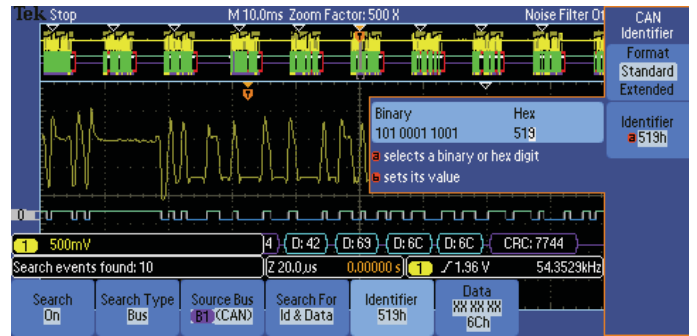 Tek Stop M 10.0ms Zoom Factor: 500 X Noise Filter Of
CAN
Identifier
Format
Standard
Extended
Identifier
a 519h
T
T
Binary Hex
101 0001 1001 519
a selects a binary or hex digit
b sets its value
1 500mV
4 D: 42 D: 69 D: 6C D: 6C CRC: 7744
Search events found: 10 Z 20.0µs 0.00000 s 1 1.96 V 54.3529kHz
Search
On
Search Type
Bus
Source Bus
B1 (CAN)
Search For
Id & Data
Identifier
519h
Data
XX XX XX
6Ch